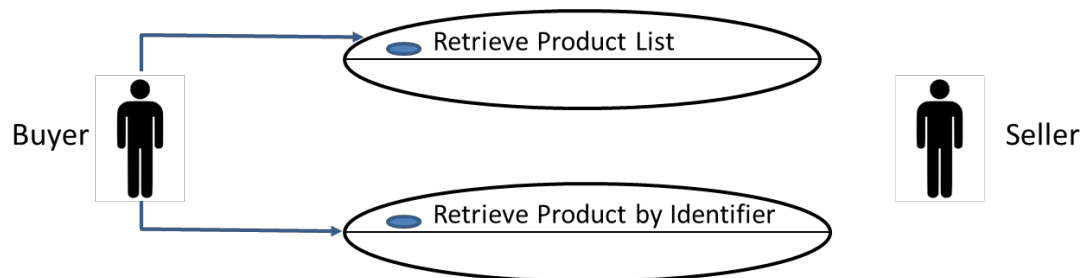 Retrieve Product List
Buyer
Seller
Retrieve Product by Identifier